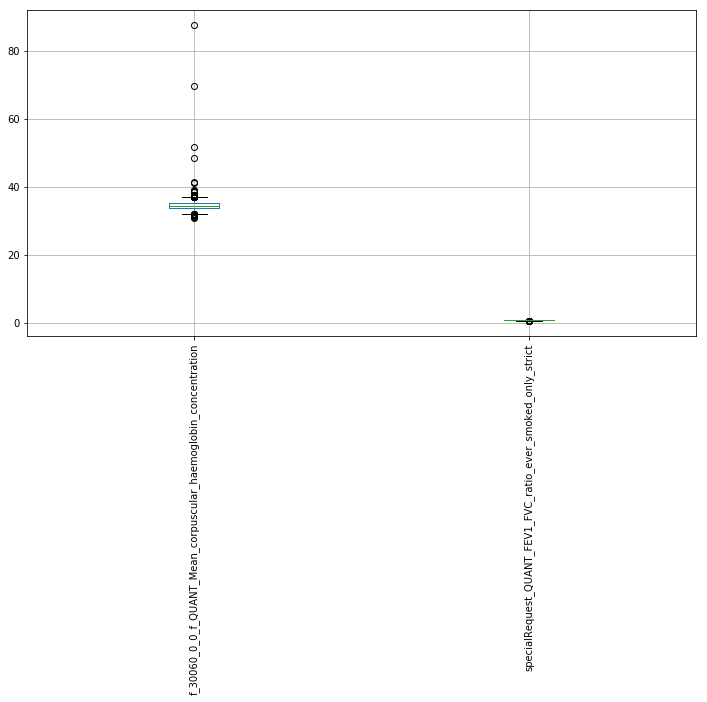 80
60
40
20
0
f_30060_0_0_f_QUANT_Mean_corpuscular_haemoglobin_concentration
specialRequest_QUANT_FEV1_FVC_ratio_ever_smoked_only_strict